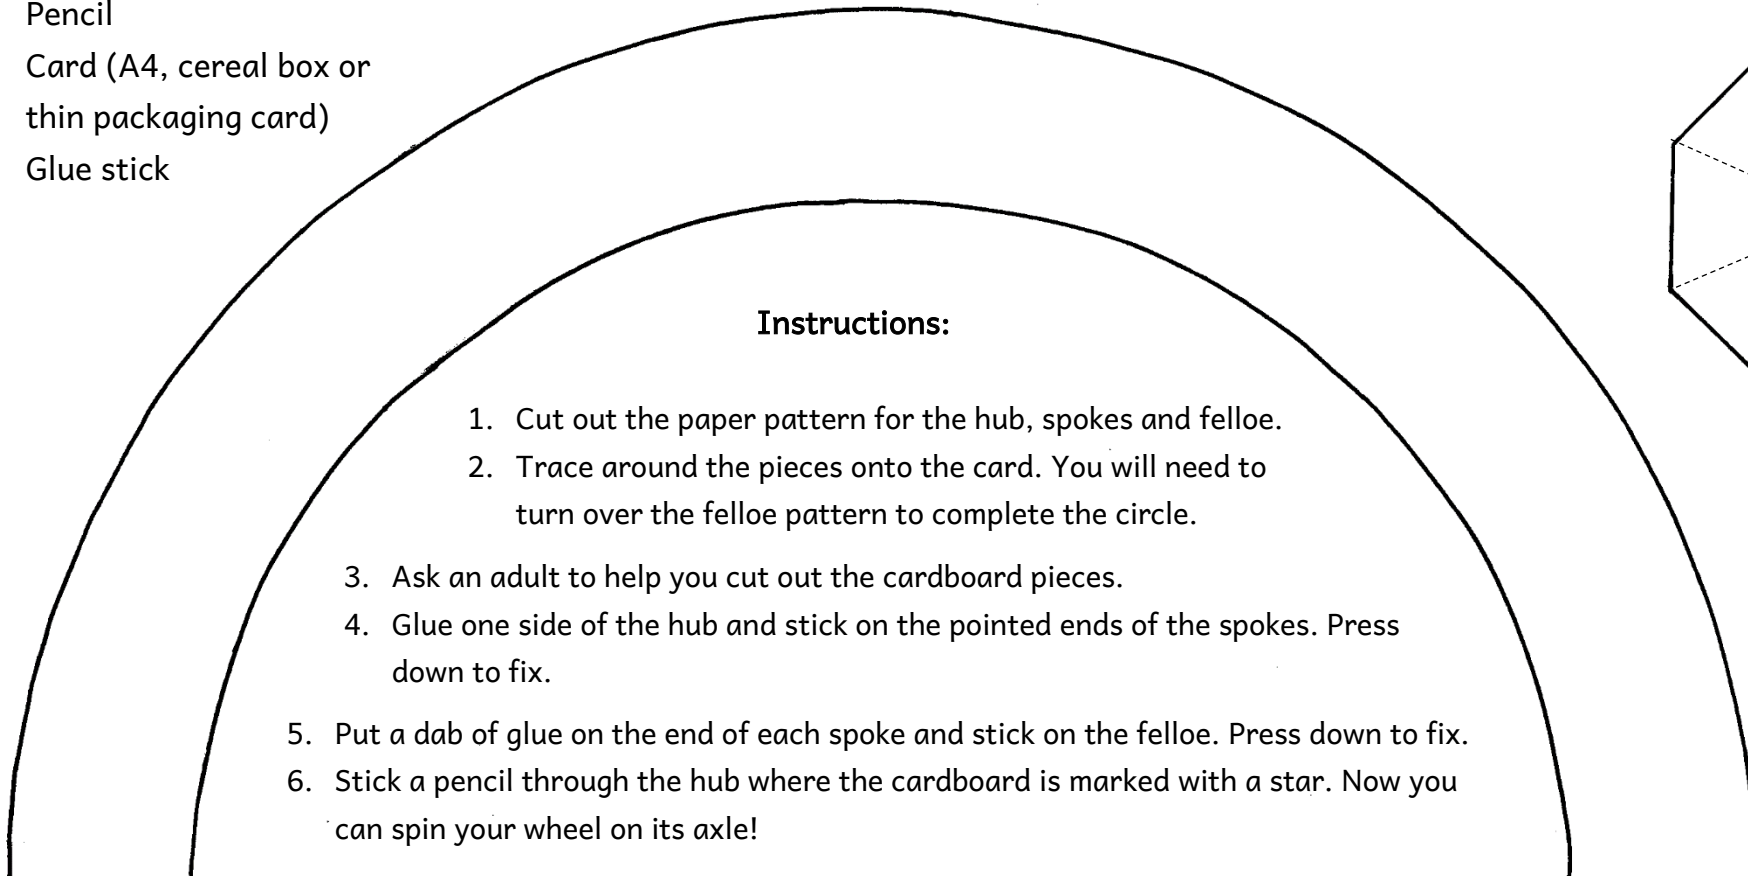 Pencil
Card (A4, cereal box or
thin packaging card)
Glue stick
Instructions:
1. Cut out the paper pattern for the hub, spokes and felloe.
2. Trace around the pieces onto the card. You will need to
turn over the felloe pattern to complete the circle.
3. Ask an adult to help you cut out the cardboard pieces.
4. Glue one side of the hub and stick on the pointed ends of the spokes. Press
down to fix.
5. Put a dab of glue on the end of each spoke and stick on the felloe. Press down to fix.
6. Stick a pencil through the hub where the cardboard is marked with a star. Now you
can spin your wheel on its axle!